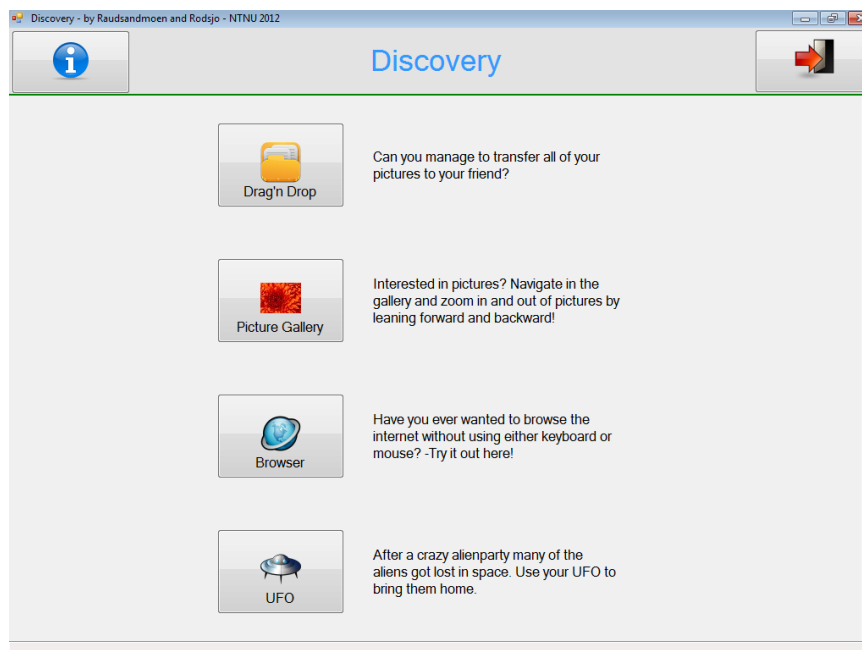 Discovery - by Raudsandmoen and Rodsjo - NTNU 2012
Discovery
Drag'n Drop
Can you manage to transfer all of your
pictures to your friend?
Picture Gallery
Interested in pictures? Navigate in the
gallery and zoom in and out of pictures by
leaning forward and backward!
Browser
Have you ever wanted to browse the
internet without using either keyboard or
mouse? -Try it out here!
UFO
After a crazy alienparty many of the
aliens got lost in space. Use your UFO to
bring them home.